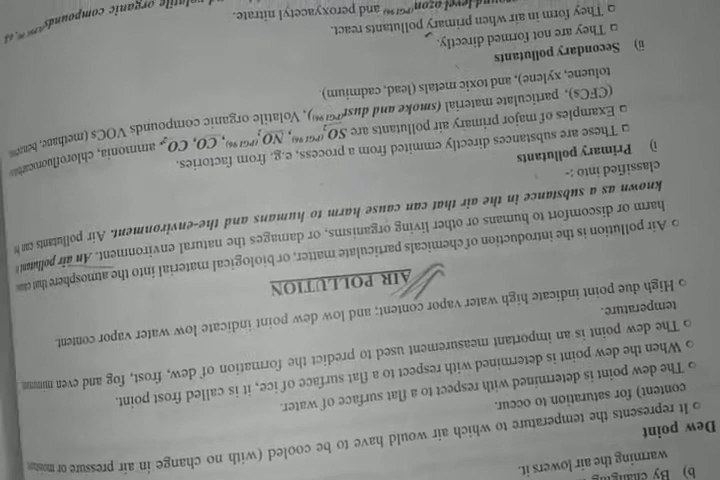 b) By changing
warming the air lowers it.
Dew point
o It represents the temperature to which air would have to be cooled (with no change in air pressure or moisture
content) for saturation to occur.
o The dew point is determined with respect to a flat surface of water.
o When the dew point is determined with respect to a flat surface of ice, it is called frost point.
o The dew point is an important measurement used to predict the formation of dew, frost, fog and even minimum
temperature.
o High due point indicate high water vapor content; and low dew point indicate low water vapor content.
AIR POLLUTION
o Air pollution is the introduction of chemicals particulate matter, or biological material into the atmosphere that cause
harm or discomfort to humans or other living organisms, or damages the natural environment. An air pollutant is
known as a substance in the air that can cause harm to humans and the-environment. Air pollutants can be
classified into :-
i) Primary pollutants
□ These are substances directly emmited from a process, e.g. from factories.
□ Examples of major primary air pollutants are SO2 (PGI 96), NO2 (PGI 96), CO, CO2, ammonia, chlorofluorocarbons
(CFCs), particulate material (smoke and dust (PGI 96)), Volatile organic compounds VOCs (methane, benzene
toluene, xylene), and toxic metals (lead, cadmium).
ii) Secondary pollutants
□ They are not formed directly.
□ They form in air when primary pollutants react.
level ozone (PGI 96) and peroxyacetyl nitrate.
volatile organic compounds